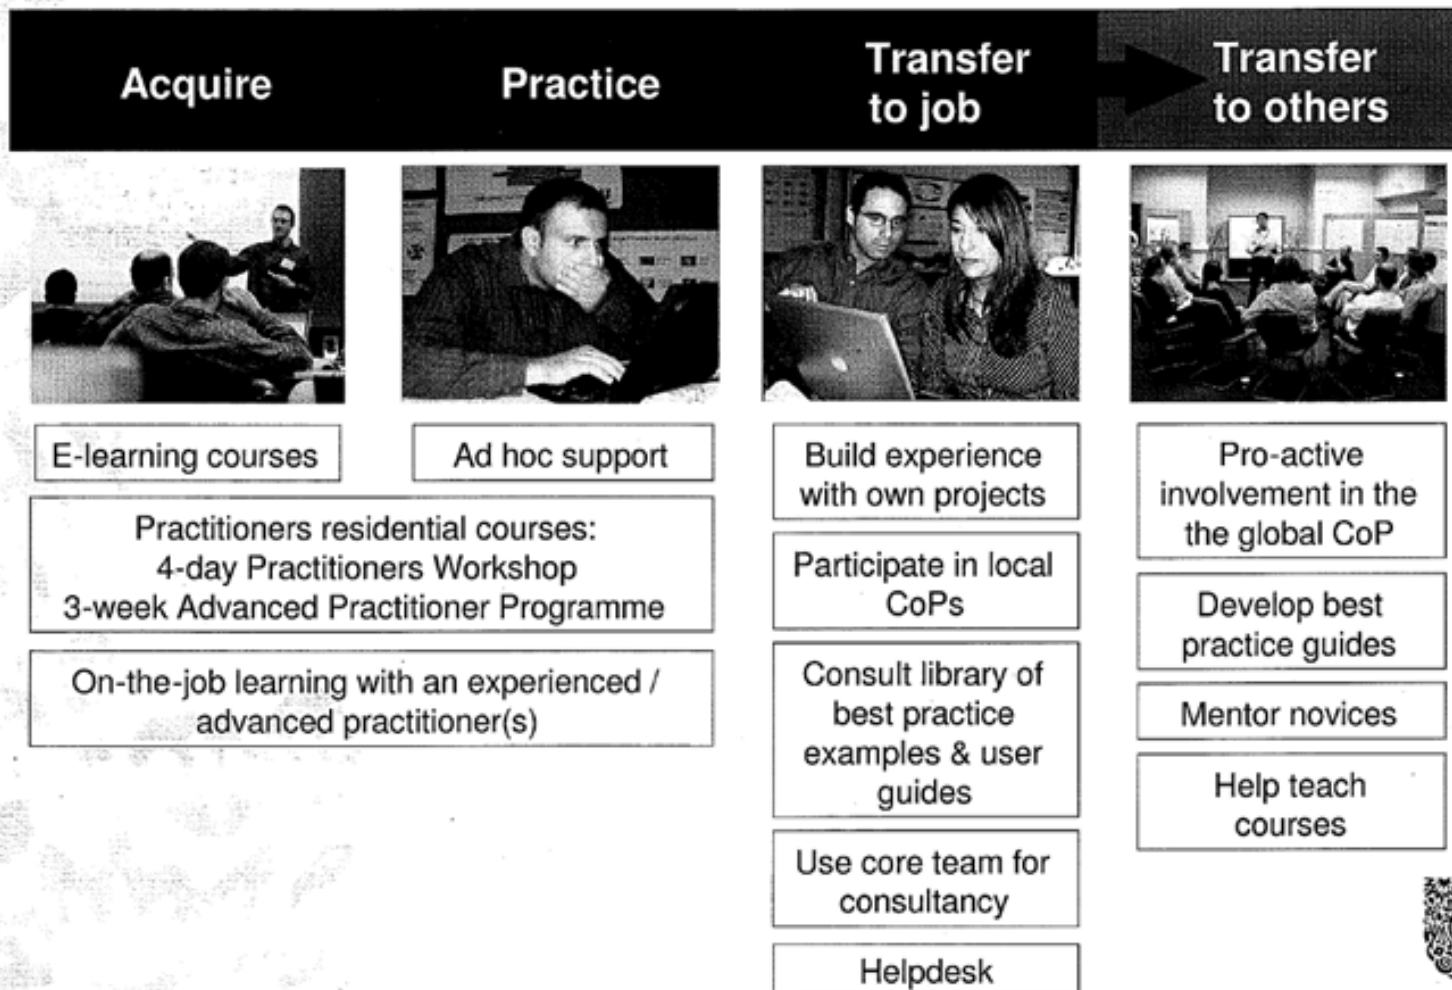 Acquire
Practice
Transfer
to job
Transfer
to others
E-learning courses
Ad hoc support
Practitioners residential courses:
4-day Practitioners Workshop
3-week Advanced Practitioner Programme
On-the-job learning with an experienced /
advanced practitioner(s)
Build experience
with own projects
Participate in local
CoPs
Consult library of
best practice
examples & user
guides
Use core team for
consultancy
Helpdesk
Pro-active
involvement in the
the global CoP
Develop best
practice guides
Mentor novices
Help teach
courses